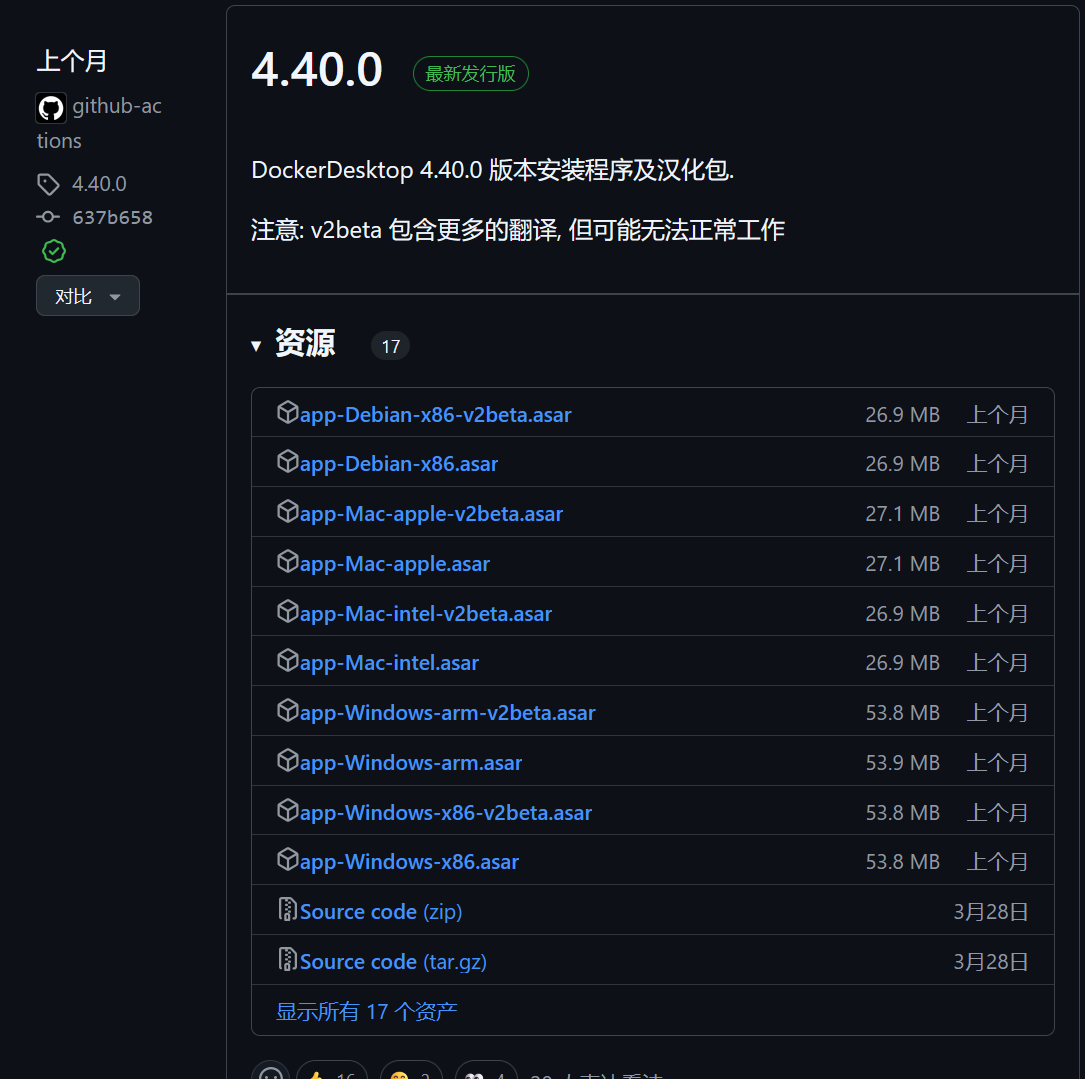 上个月
github-ac
tions
4.40.0
637b658
对比
4.40.0 最新发行版
DockerDesktop 4.40.0 版本安装程序及汉化包.
注意: v2beta 包含更多的翻译, 但可能无法正常工作
资源 17
app-Debian-x86-v2beta.asar 26.9 MB 上个月
app-Debian-x86.asar 26.9 MB 上个月
app-Mac-apple-v2beta.asar 27.1 MB 上个月
app-Mac-apple.asar 27.1 MB 上个月
app-Mac-intel-v2beta.asar 26.9 MB 上个月
app-Mac-intel.asar 26.9 MB 上个月
app-Windows-arm-v2beta.asar 53.8 MB 上个月
app-Windows-arm.asar 53.9 MB 上个月
app-Windows-x86-v2beta.asar 53.8 MB 上个月
app-Windows-x86.asar 53.8 MB 上个月
Source code (zip) 3月28日
Source code (tar.gz) 3月28日
显示所有 17 个资产